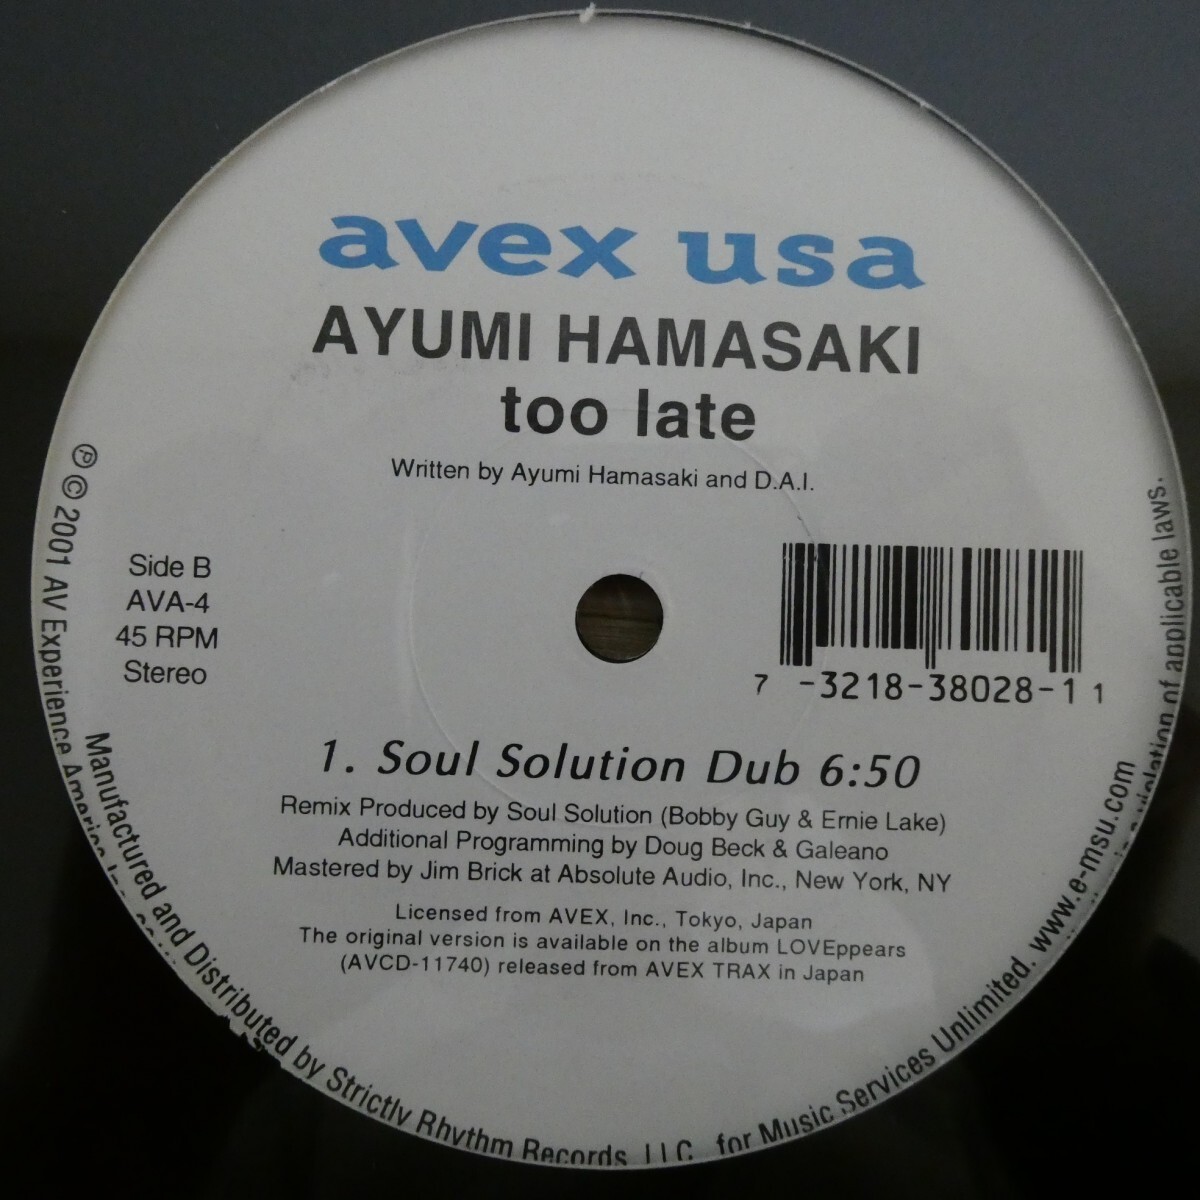 avex usa
AYUMI HAMASAKI
too late
Written by Ayumi Hamasaki and D.A.I.
Side B
AVA-4
45 RPM
Stereo
7 -3218-38028-1 1
1. Soul Solution Dub 6:50
Remix Produced by Soul Solution (Bobby Guy & Ernie Lake)
Additional Programming by Doug Beck & Galeano
Mastered by Jim Brick at Absolute Audio, Inc., New York, NY
Licensed from AVEX, Inc., Tokyo, Japan
The original version is available on the album LOVEppears
(AVCD-11740) released from AVEX TRAX in Japan
℗ © 2001 AV Experience America Inc. violation of applicable laws.
Manufactured and Distributed by Strictly Rhythm Records, LLC for Music Services Unlimited. www.e-msu.com